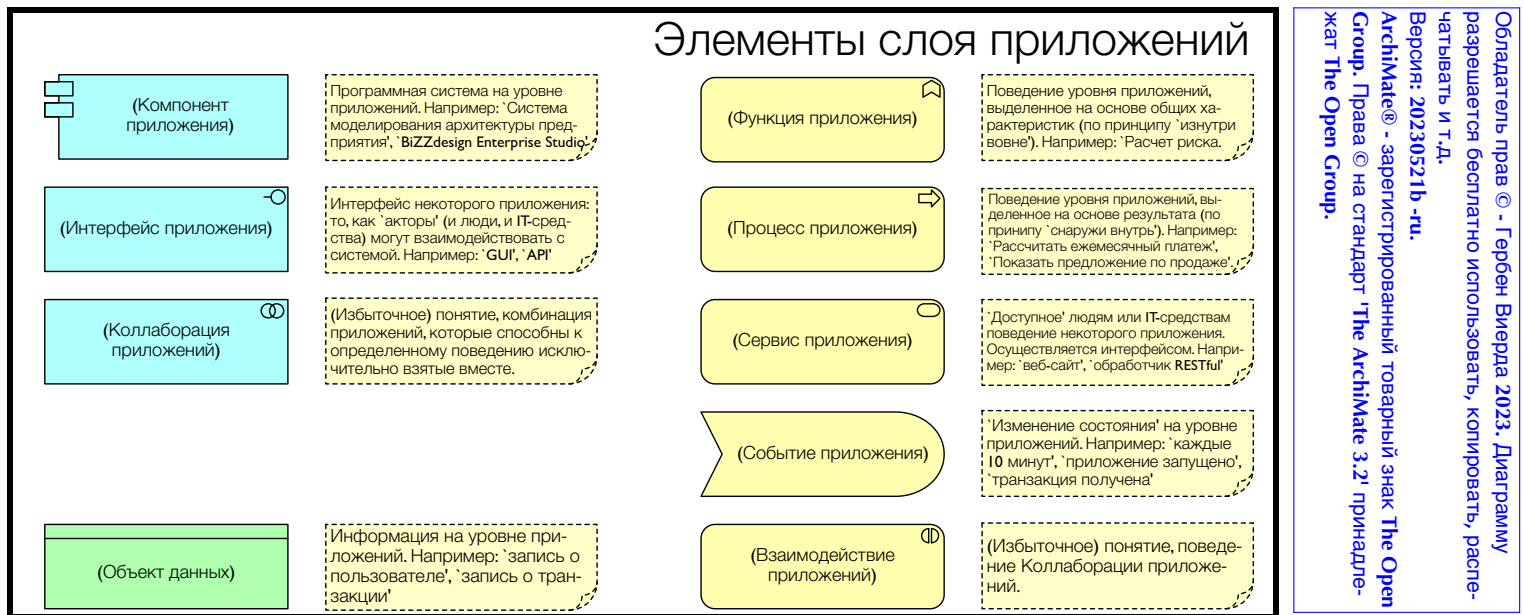 Элементы слоя приложений
(Компонент
приложения)
Программная система на уровне
приложений. Например: `Система
моделирования архитектуры пред-
приятия', `BiZZdesign Enterprise Studio'
(Функция приложения)
Поведение уровня приложений,
выделенное на основе общих ха-
рактеристик (по принципу `изнутри
вовне'). Например: `Расчет риска.
(Интерфейс приложения)
Интерфейс некоторого приложения:
то, как `акторы' (и люди, и IT-сред-
ства) могут взаимодействовать с
системой. Например: `GUI', `API'
(Процесс приложения)
Поведение уровня приложений, вы-
деленное на основе результата (по
принипу `снаружи внутрь'). Например:
`Рассчитать ежемесячный платеж',
`Показать предложение по продаже'.
(Коллаборация
приложений)
(Избыточное) понятие, комбинация
приложений, которые способны к
определенному поведению исклю-
чительно взятые вместе.
(Сервис приложения)
`Доступное' людям или IT-средствам
поведение некоторого приложения.
Осуществляется интерфейсом. Напри-
мер: `веб-сайт', `обработчик RESTful'
(Событие приложения)
`Изменение состояния' на уровне
приложений. Например: `каждые
10 минут', `приложение запущено',
`транзакция получена'
(Объект данных)
Информация на уровне при-
ложений. Например: `запись о
пользователе', `запись о тран-
закции'
(Взаимодействие
приложений)
(Избыточное) понятие, поведе-
ние Коллаборации приложе-
ний.
Обладатель прав © - Гербен Виерда 2023. Диаграмму
разрешается бесплатно использовать, копировать, распе-
чатывать и т.д.
Версия: 20230521b -ru.
ArchiMate® - зарегистрированный товарный знак The Open
Group. Права © на стандарт 'The ArchiMate 3.2' принадле-
жат The Open Group.